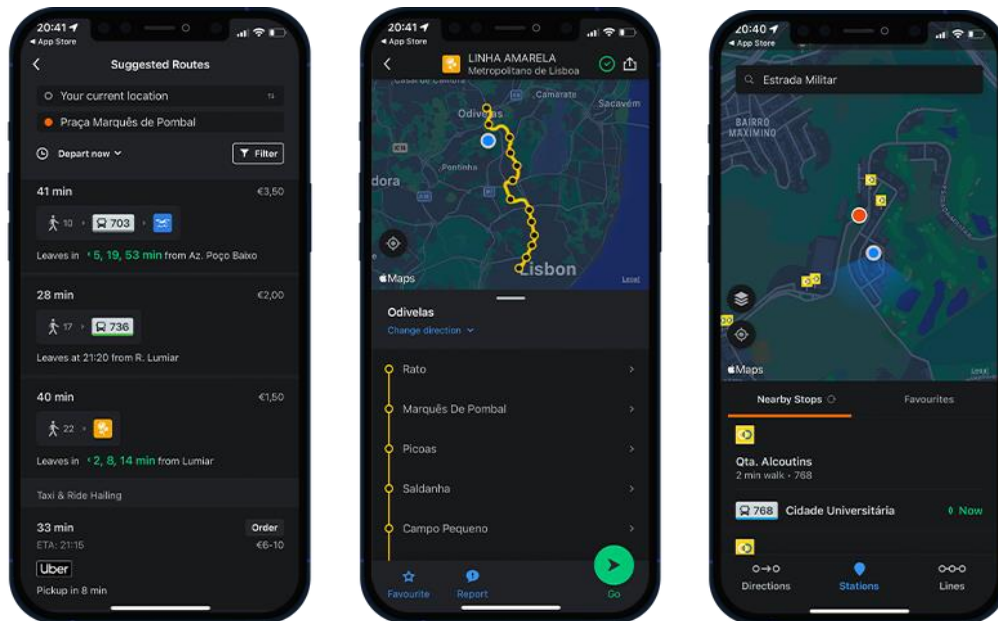 20:41
App Store
Suggested Routes
Your current location
Praça Marquês de Pombal
Depart now
Filter
41 min €3,50
10 703
Leaves in 5, 19, 53 min from Az. Poço Baixo
28 min €2,00
17 736
Leaves at 21:20 from R. Lumiar
40 min €1,50
22
Leaves in 2, 8, 14 min from Lumiar
Taxi & Ride Hailing
33 min Order
ETA: 21:15 €6-10
Uber
Pickup in 8 min
20:41
App Store
LINHA AMARELA
Metropolitano de Lisboa
Camarate
Sacavém
Odivelas
Pontinha
dora
Lisbon
Maps
Legal
Odivelas
Change direction
Rato
Marquês De Pombal
Picoas
Saldanha
Campo Pequeno
Favourite
Report
Go
20:40
App Store
Estrada Militar
BAIRRO
MAXIMINO
Maps
Legal
Nearby Stops
Favourites
Qta. Alcoutins
2 min walk • 768
768 Cidade Universitária Now
Directions
Stations
Lines